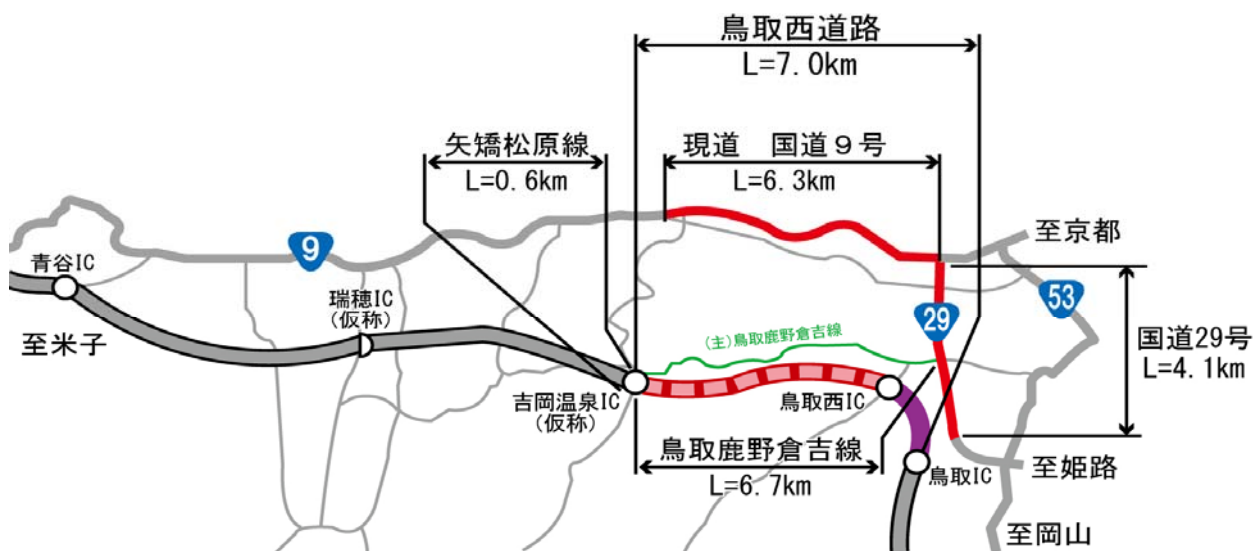 鳥取西道路
L=7.0km
矢矯松原線
L=0.6km
現道　国道９号
L=6.3km
9
至京都
青谷IC
瑞穂IC
(仮称)
29
53
至米子
(主)鳥取鹿野倉吉線
国道29号
L=4.1km
吉岡温泉IC
(仮称)
鳥取西IC
鳥取鹿野倉吉線
L=6.7km
鳥取IC
至姫路
至岡山